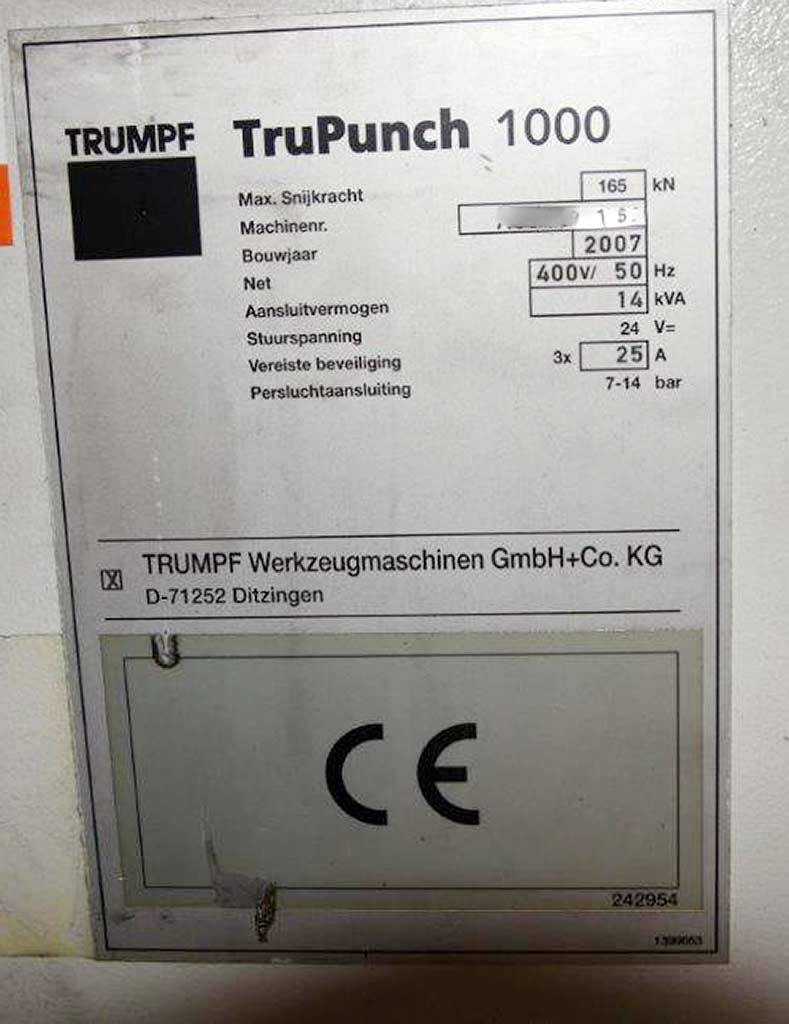 TRUMPF TruPunch 1000
Max. Snijkracht 165 kN
Machinenr.
Bouwjaar 2007
Net 400V/ 50 Hz
Aansluitvermogen 14 kVA
Stuurspanning 24 V=
Vereiste beveiliging 3x 25 A
Persluchtaansluiting 7-14 bar
X TRUMPF Werkzeugmaschinen GmbH+Co. KG
D-71252 Ditzingen
CE
242954